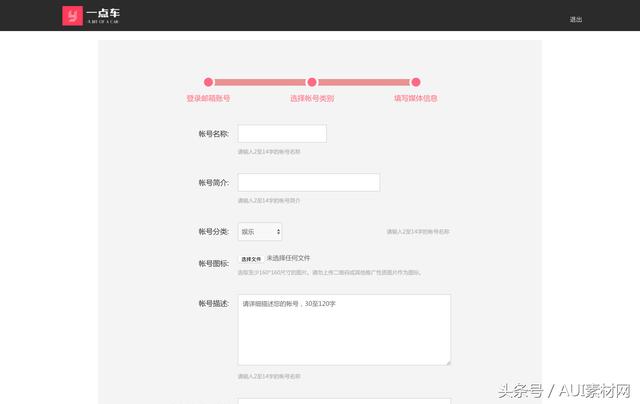 一点车
A BIT OF A CAR
退出
登录邮箱账号
选择帐号类别
填写媒体信息
帐号名称:
请输入2至14字的帐号名称
帐号简介:
请输入2至14字的帐号简介
帐号分类:
娱乐
请输入2至14字的帐号名称
帐号图标:
选择文件 未选择任何文件
选取至少160*160尺寸的图片。请勿上传二维码或其他推广性质图片作为图标。
帐号描述:
请详细描述您的帐号，30至120字
请输入2至14字的帐号名称
头条号 / AUI素材网